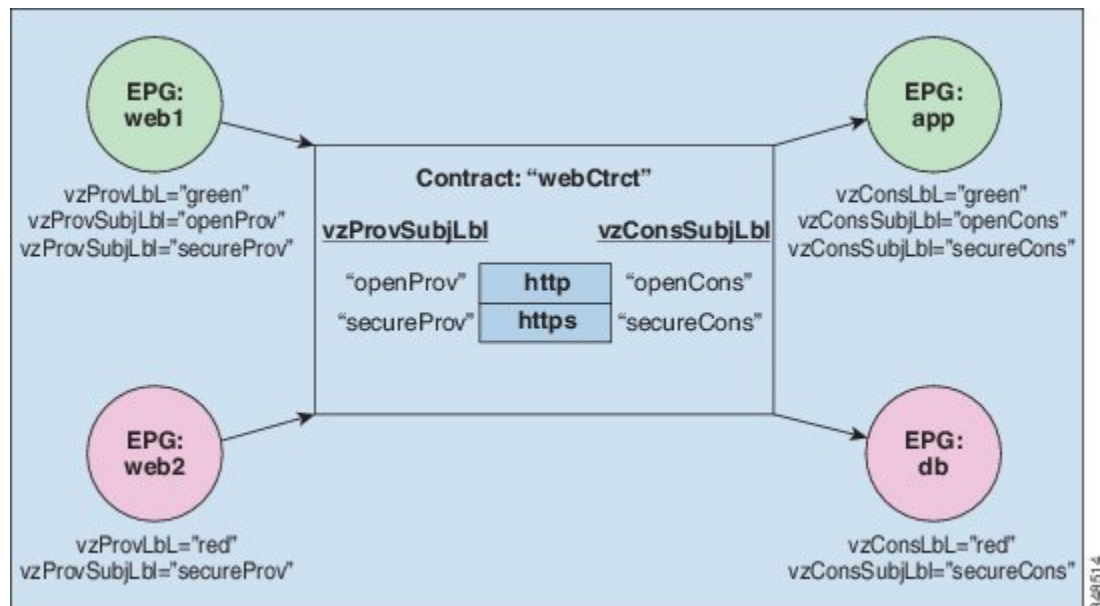 EPG:
web1
vzProvLbL="green"
vzProvSubjLbl="openProv"
vzProvSubjLbl="secureProv"
EPG:
app
vzConsLbL="green"
vzConsSubjLbl="openCons"
vzConsSubjLbl="secureCons"
Contract: “webCtrct”
vzProvSubjLbl vzConsSubjLbl
“openProv” http “openCons”
“secureProv” https “secureCons”
EPG:
web2
vzProvLbL="red"
vzProvSubjLbl="secureProv"
EPG:
db
vzConsLbL="red"
vzConsSubjLbl="secureCons"
348514